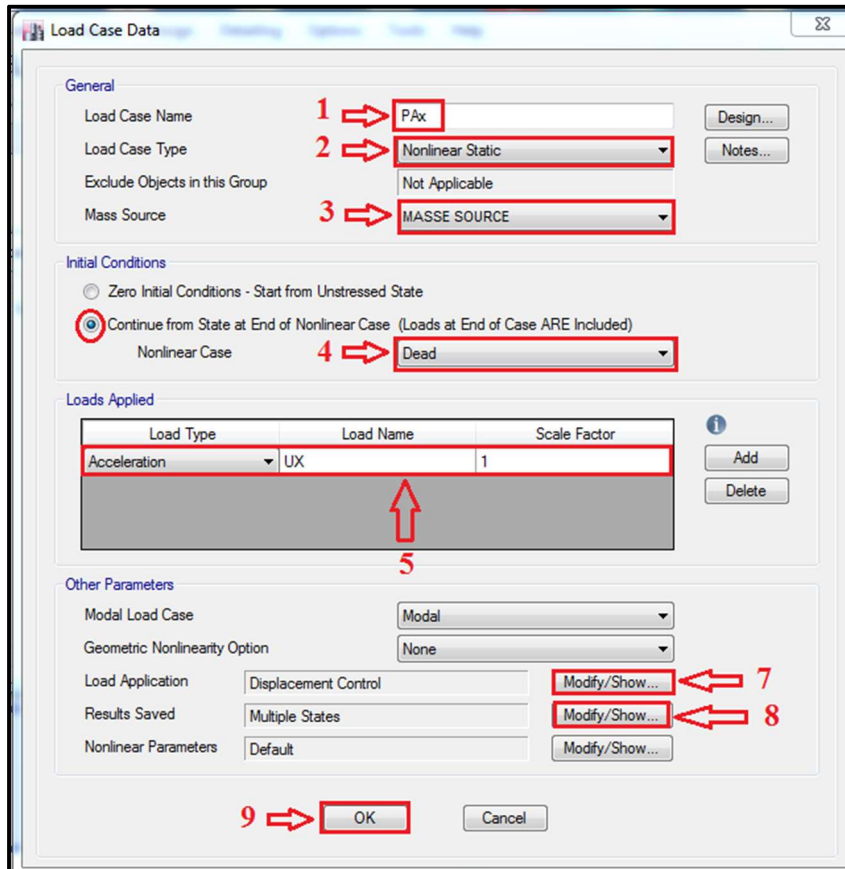 Load Case Data
General
Load Case Name 1 PAx Design...
Load Case Type 2 Nonlinear Static Notes...
Exclude Objects in this Group Not Applicable
Mass Source 3 MASSE SOURCE
Initial Conditions
Zero Initial Conditions - Start from Unstressed State
Continue from State at End of Nonlinear Case (Loads at End of Case ARE Included)
Nonlinear Case 4 Dead
Loads Applied
Load Type Load Name Scale Factor
Acceleration UX 1
Add
Delete
5
Other Parameters
Modal Load Case Modal
Geometric Nonlinearity Option None
Load Application Displacement Control Modify/Show... 7
Results Saved Multiple States Modify/Show... 8
Nonlinear Parameters Default Modify/Show...
9 OK Cancel